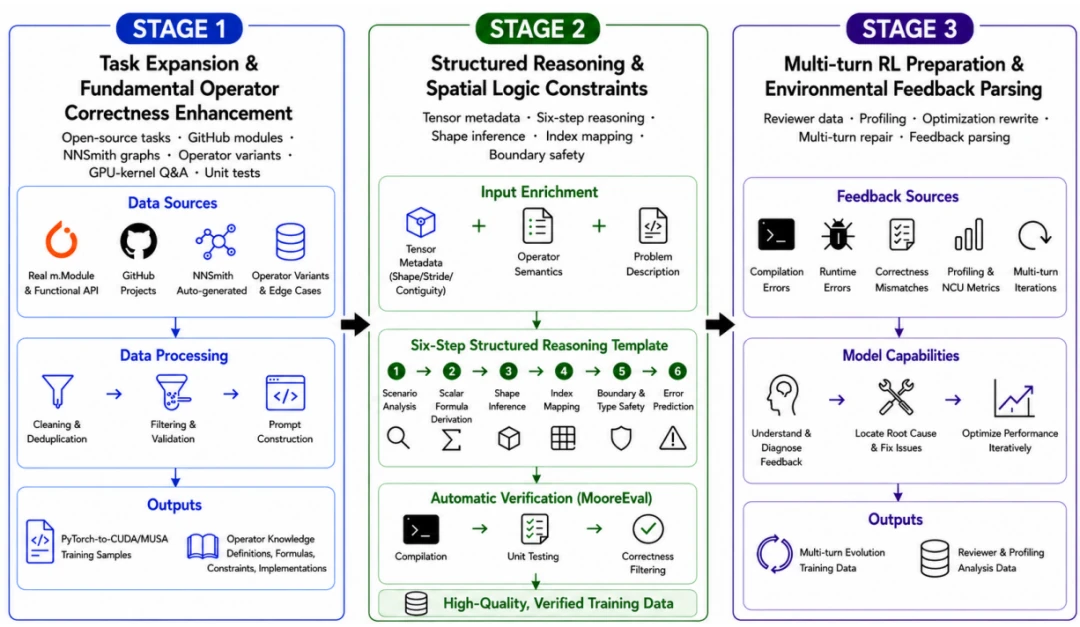 STAGE 1
Task Expansion &
Fundamental Operator
Correctness Enhancement
Open-source tasks · GitHub modules ·
NNSmith graphs · Operator variants ·
GPU-kernel Q&A · Unit tests
Data Sources
Real m.Module
& Functional API
GitHub
Projects
NNSmith
Auto-generated
Operator Variants
& Edge Cases
Data Processing
Cleaning &
Deduplication
Filtering &
Validation
Prompt
Construction
Outputs
PyTorch-to-CUDA/MUSA
Training Samples
Operator Knowledge
Definitions, Formulas,
Constraints, Implementations
STAGE 2
Structured Reasoning &
Spatial Logic Constraints
Tensor metadata · Six-step reasoning ·
Shape inference · Index mapping ·
Boundary safety
Input Enrichment
Tensor
Metadata
(Shape/Stride/
Contiguity)
+
Operator
Semantics
+
Problem
Description
Six-Step Structured Reasoning Template
1
Scenario
Analysis
2
Scalar
Formula
Derivation
3
Shape
Inference
4
Index
Mapping
5
Boundary &
Type Safety
6
Error
Prediction
Automatic Verification (MooreEval)
Compilation
Unit Testing
Correctness
Filtering
High-Quality, Verified Training Data
STAGE 3
Multi-turn RL Preparation &
Environmental Feedback Parsing
Reviewer data · Profiling · Optimization rewrite ·
Multi-turn repair · Feedback parsing
Feedback Sources
Compilation
Errors
Runtime
Errors
Correctness
Mismatches
Profiling &
NCU Metrics
Multi-turn
Iterations
Model Capabilities
Understand &
Diagnose
Feedback
Locate Root Cause
& Fix Issues
Optimize Performance
Iteratively
Outputs
Multi-turn Evolution
Training Data
Reviewer & Profiling
Analysis Data